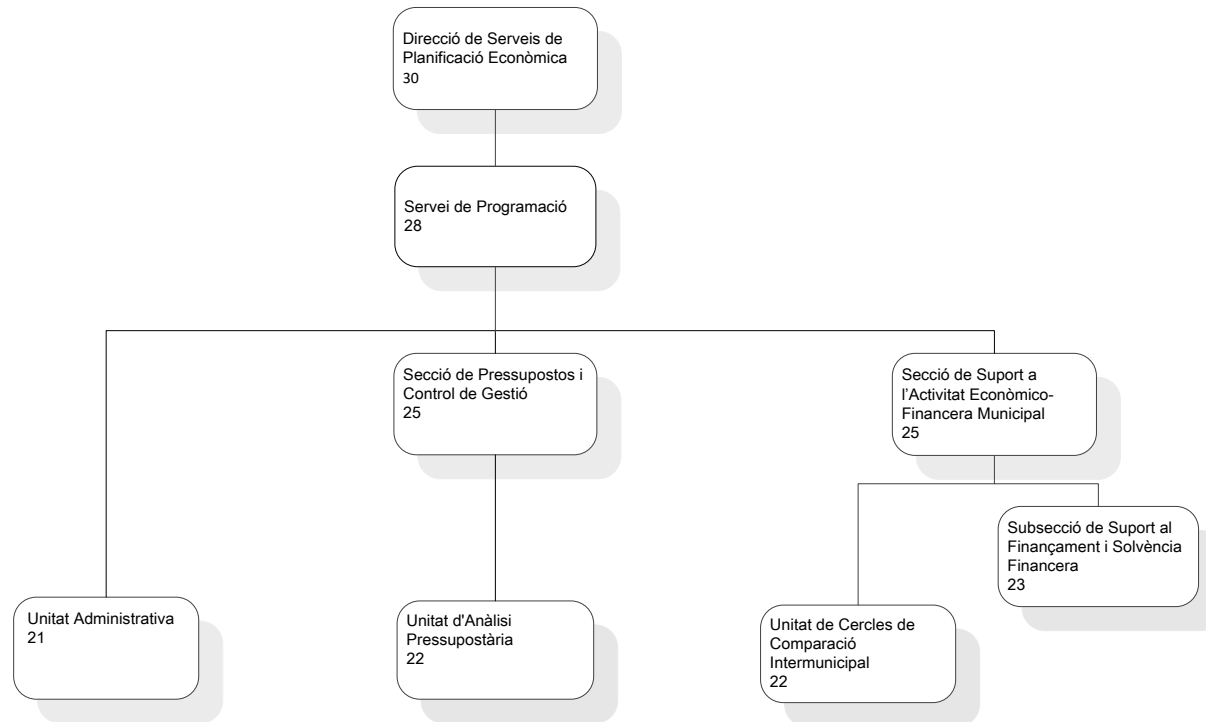 Direcció de Serveis de
Planificació Econòmica
30
Servei de Programació
28
Secció de Pressupostos i
Control de Gestió
25
Secció de Suport a
l’Activitat Econòmico-
Financera Municipal
25
Subsecció de Suport al
Finançament i Solvència
Financera
23
Unitat Administrativa
21
Unitat d'Anàlisi
Pressupostària
22
Unitat de Cercles de
Comparació
Intermunicipal
22